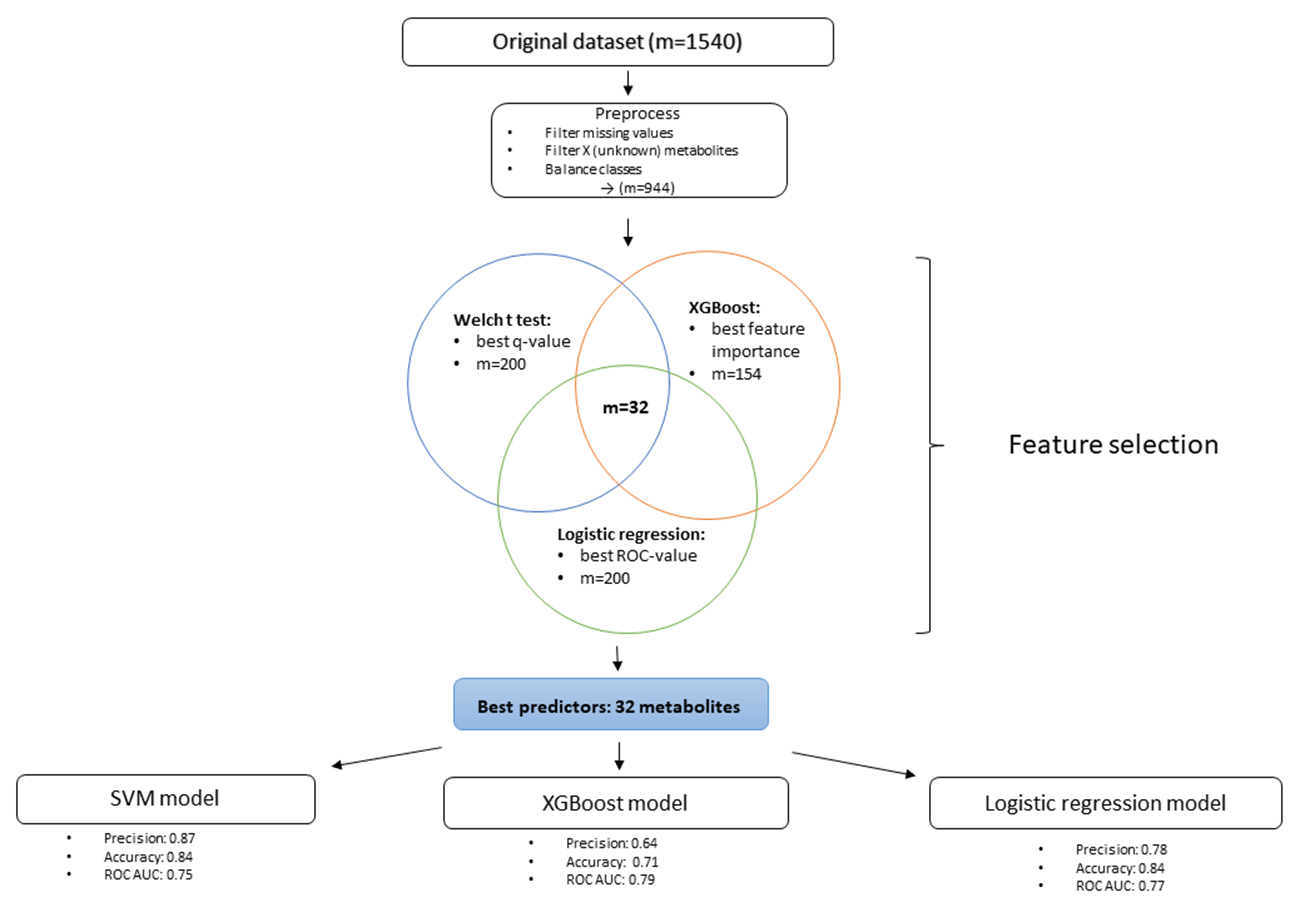 Original dataset (m=1540)
Preprocess
• Filter missing values
• Filter X (unknown) metabolites
• Balance classes
→ (m=944)
Welch t test:
• best q-value
• m=200
XGBoost:
• best feature
importance
• m=154
m=32
Logistic regression:
• best ROC-value
• m=200
Feature selection
Best predictors: 32 metabolites
SVM model
• Precision: 0.87
• Accuracy: 0.84
• ROC AUC: 0.75
XGBoost model
• Precision: 0.64
• Accuracy: 0.71
• ROC AUC: 0.79
Logistic regression model
• Precision: 0.78
• Accuracy: 0.84
• ROC AUC: 0.77